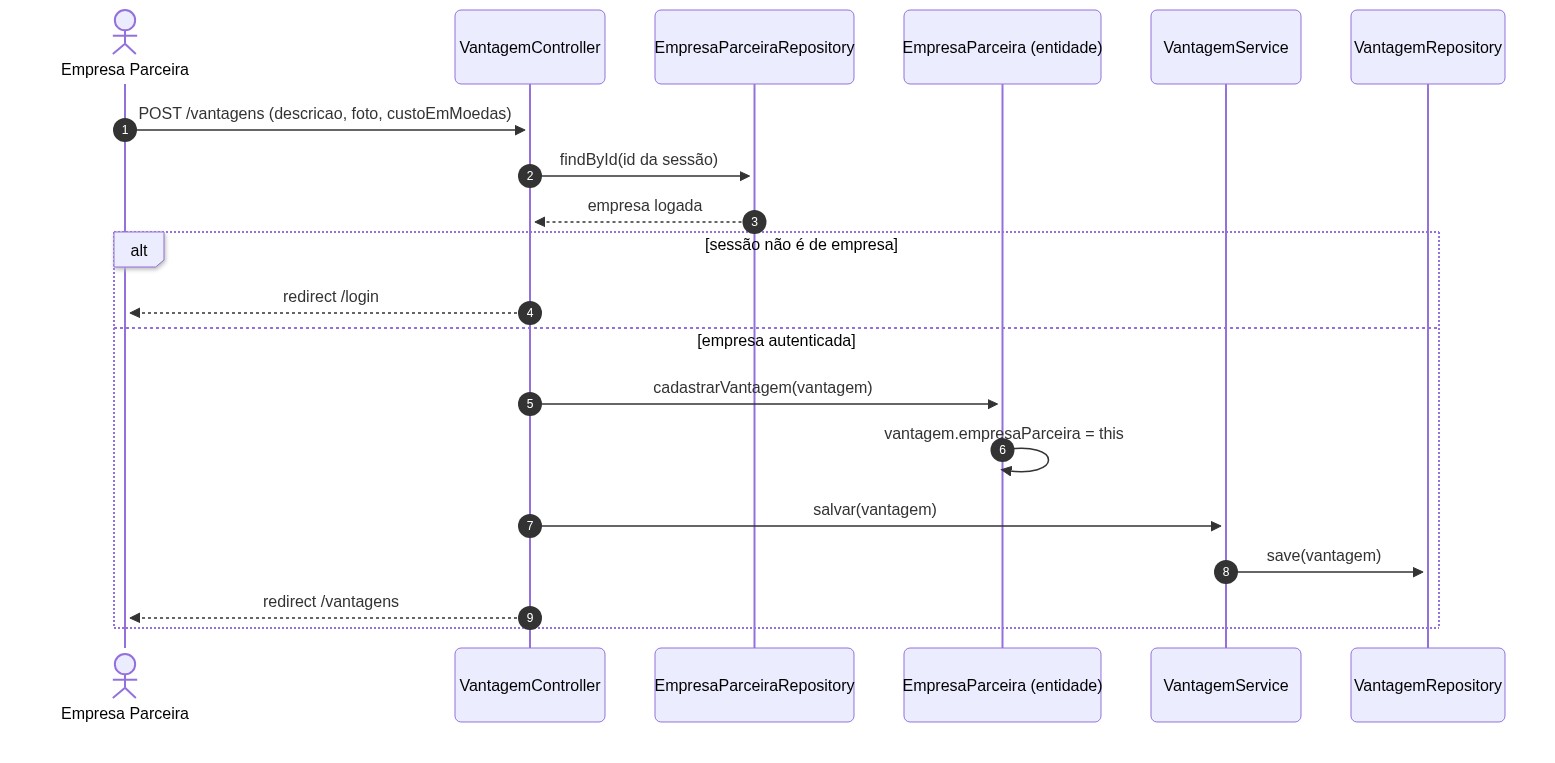 Empresa Parceira
VantagemController
EmpresaParceiraRepository
EmpresaParceira (entidade)
VantagemService
VantagemRepository
1
POST /vantagens (descricao, foto, custoEmMoedas)
2
findById(id da sessão)
3
empresa logada
alt
[sessão não é de empresa]
redirect /login
4
[empresa autenticada]
5
cadastrarVantagem(vantagem)
vantagem.empresaParceira = this
6
7
salvar(vantagem)
8
save(vantagem)
redirect /vantagens
9
Empresa Parceira
VantagemController
EmpresaParceiraRepository
EmpresaParceira (entidade)
VantagemService
VantagemRepository